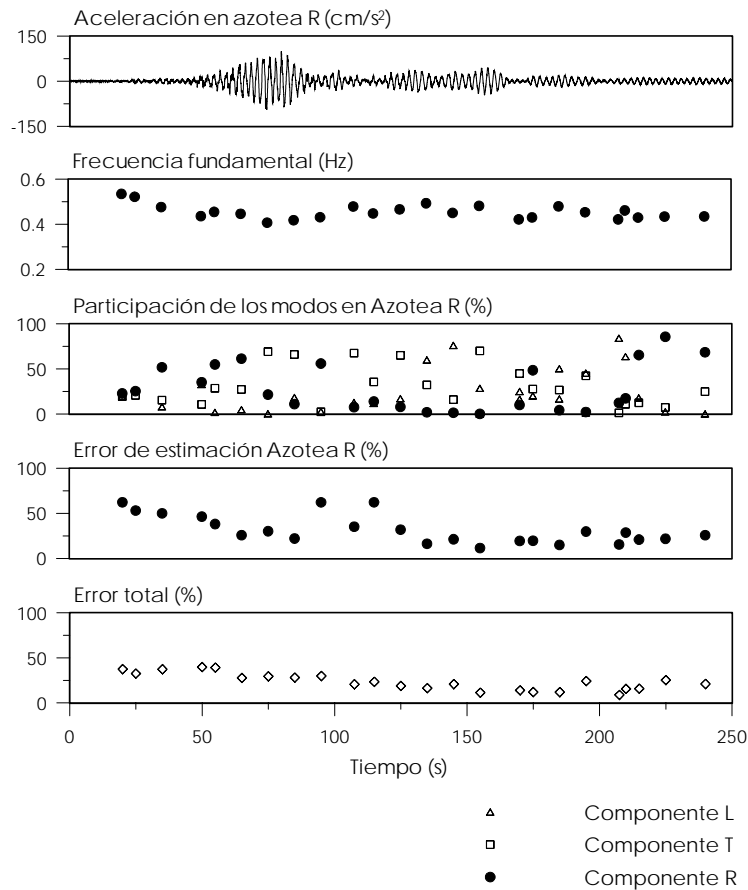 Aceleración en azotea R (cm/s²)
150
0
-150
Frecuencia fundamental (Hz)
0.6
0.4
0.2
Participación de los modos en Azotea R (%)
100
50
0
Error de estimación Azotea R (%)
100
50
0
Error total (%)
100
50
0
0 50 100 150 200 250
Tiempo (s)
Componente L
Componente T
Componente R